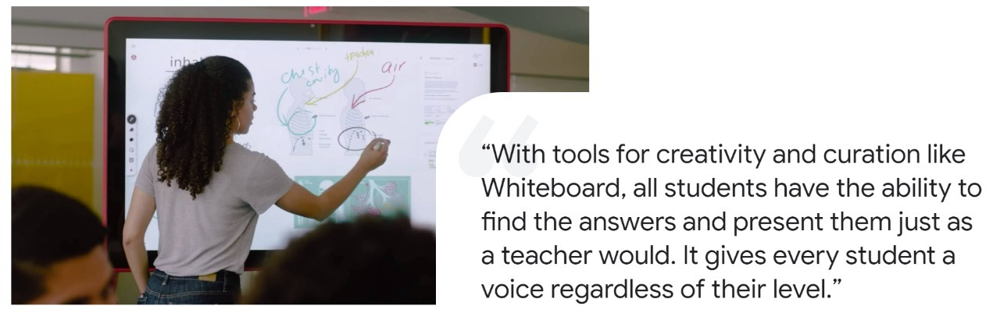 chest
cavity
trachea
air
“With tools for creativity and curation like
Whiteboard, all students have the ability to
find the answers and present them just as
a teacher would. It gives every student a
voice regardless of their level.”